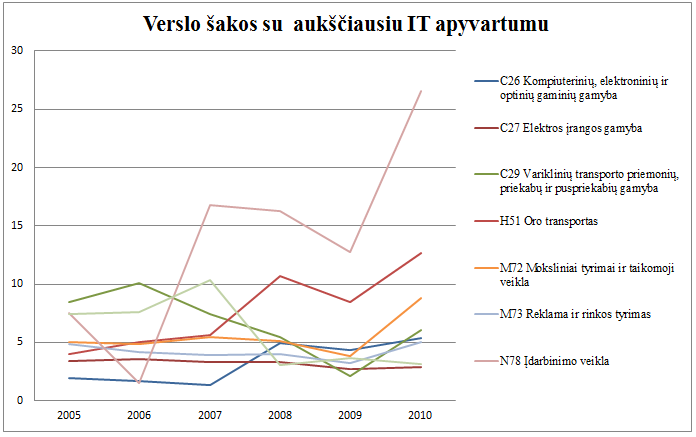 Verslo šakos su  aukščiausiu IT apyvartumu
30
25
20
15
10
5
0
2005 2006 2007 2008 2009 2010
C26 Kompiuterinių, elektroninių ir
optinių gaminių gamyba
C27 Elektros įrangos gamyba
C29 Variklinių transporto priemonių,
priekabų ir puspriekabių gamyba
H51 Oro transportas
M72 Moksliniai tyrimai ir taikomoji
veikla
M73 Reklama ir rinkos tyrimas
N78 Įdarbinimo veikla